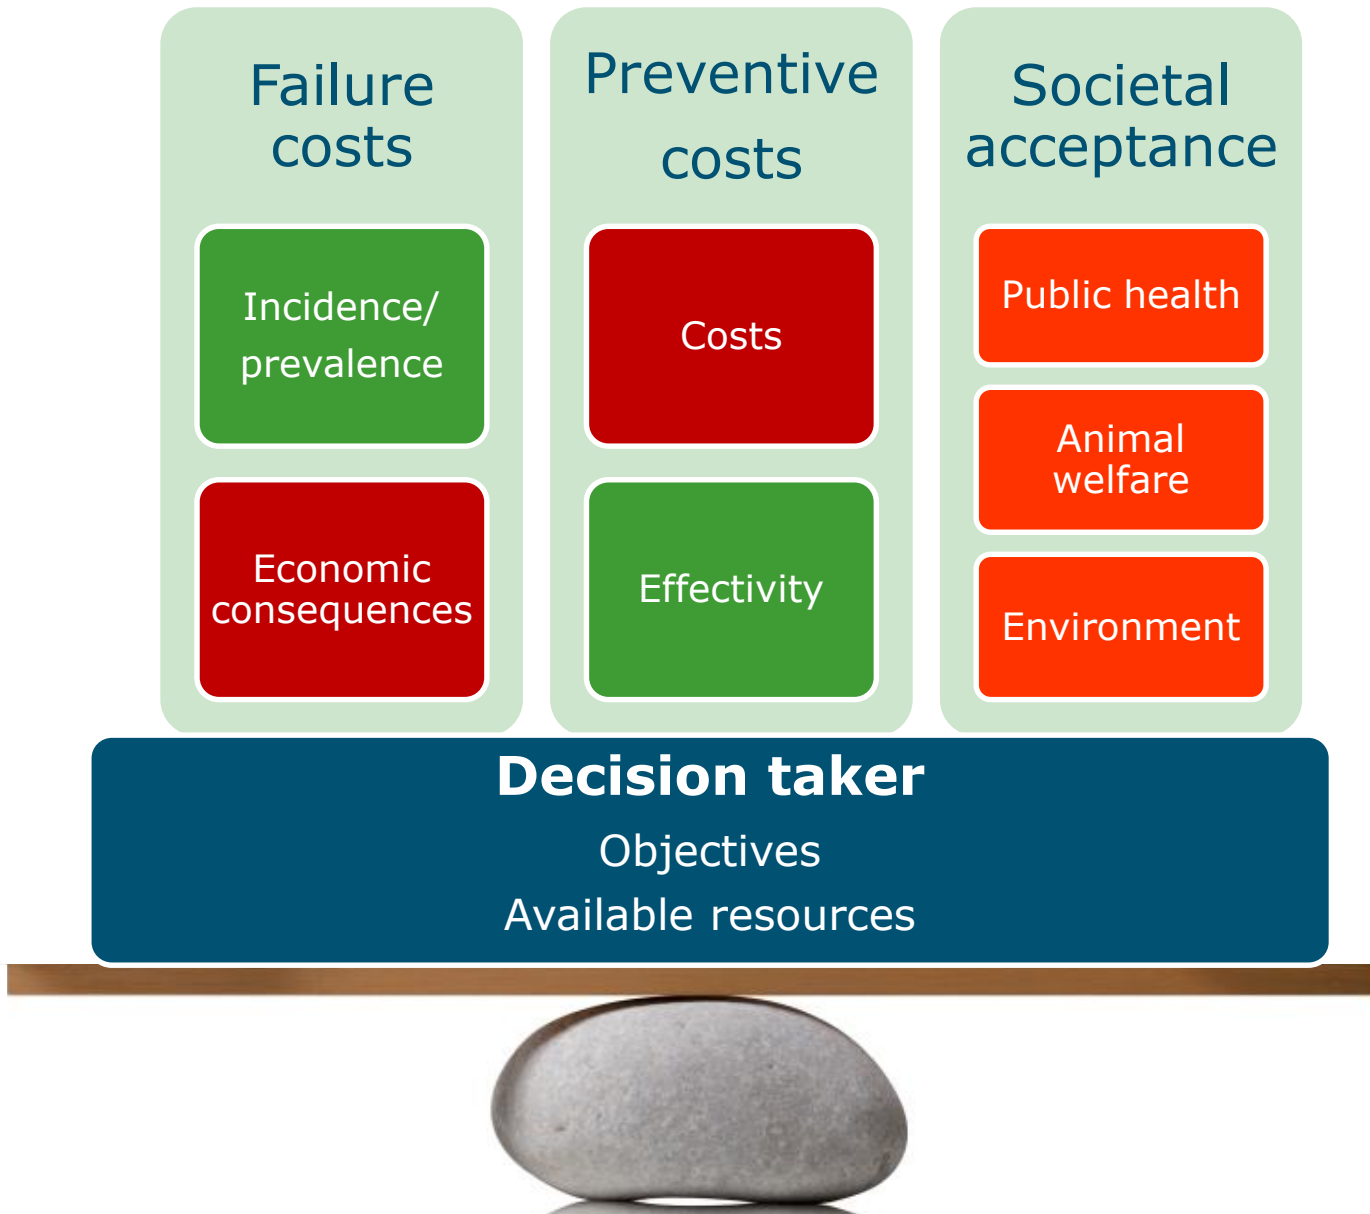 Failure
costs
Incidence/
prevalence
Economic
consequences
Preventive
costs
Costs
Effectivity
Societal
acceptance
Public health
Animal
welfare
Environment
Decision taker
Objectives
Available resources